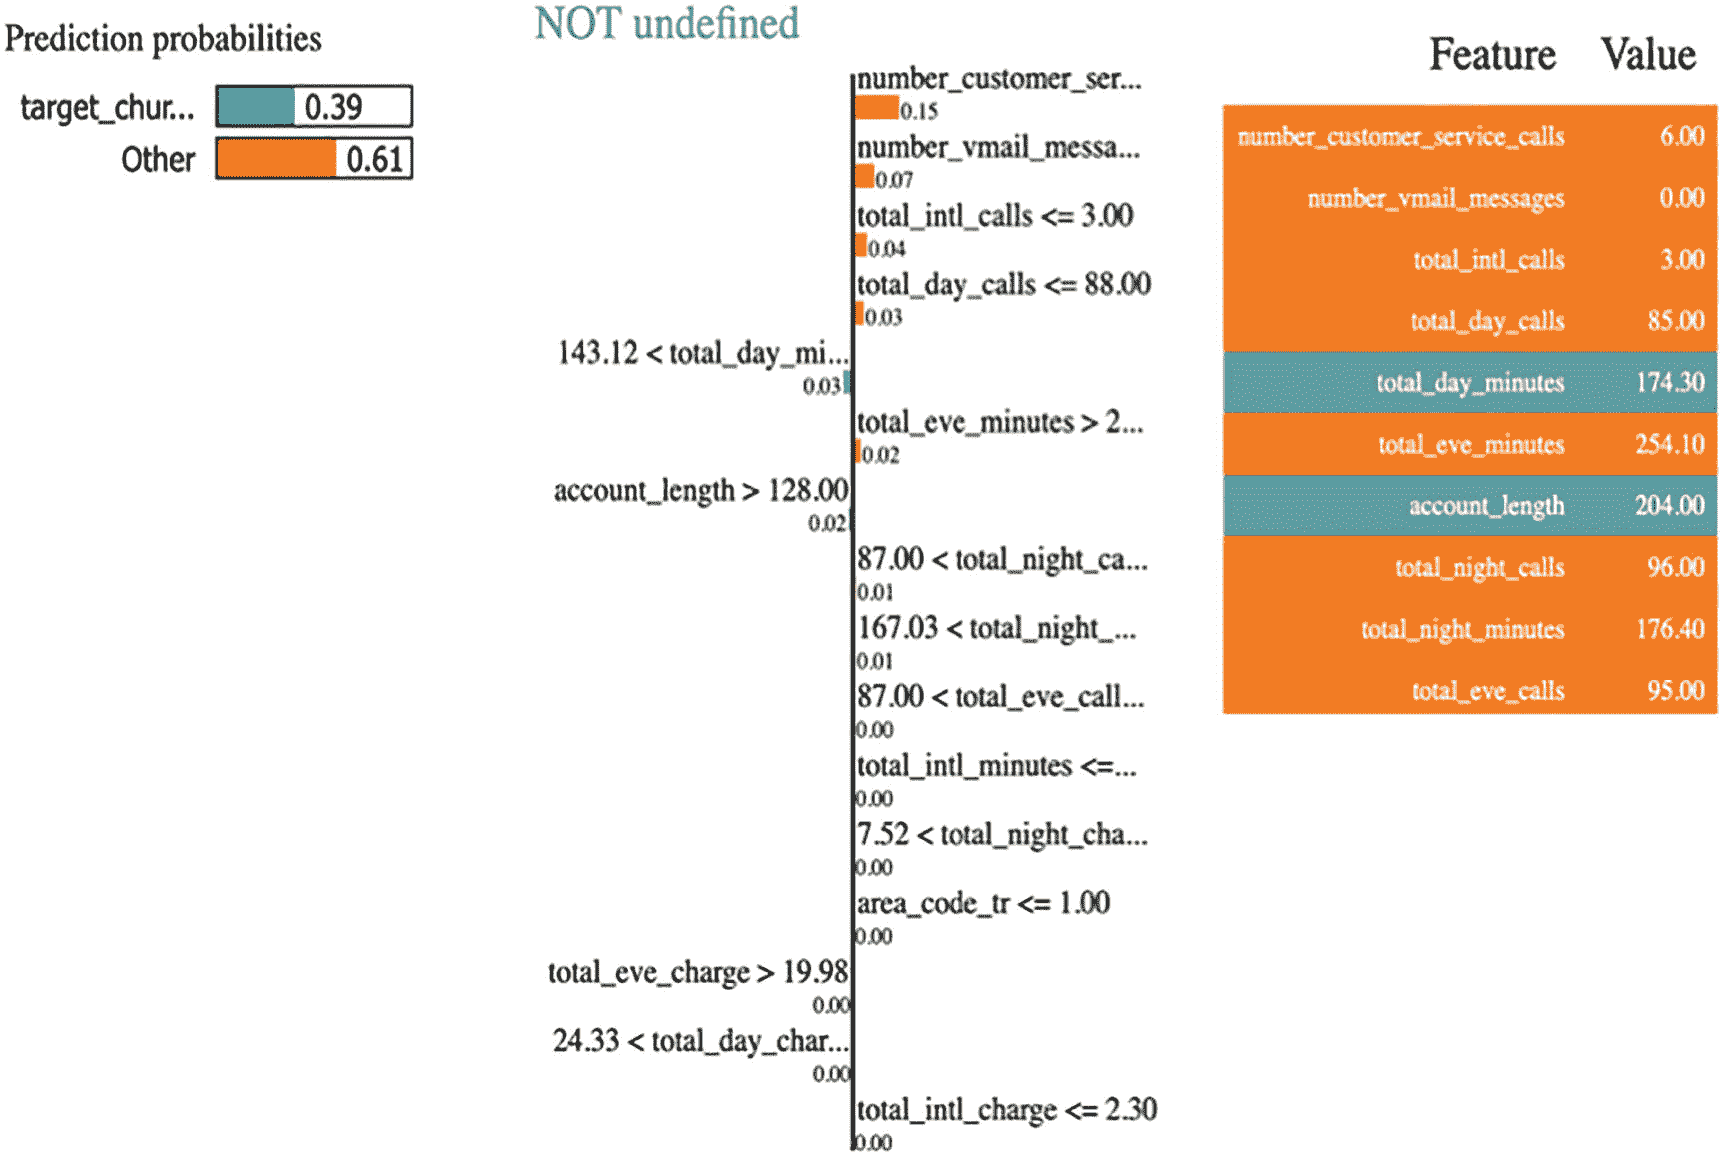 Prediction probabilities
target_chur... 0.39
Other 0.61
NOT undefined
number_customer_ser...
0.15
number_vmail_messa...
0.07
total_intl_calls <= 3.00
0.04
total_day_calls <= 88.00
0.03
143.12 < total_day_mi...
0.03
total_eve_minutes > 2...
0.02
account_length > 128.00
0.02
87.00 < total_night_ca...
0.01
167.03 < total_night_...
0.01
87.00 < total_eve_call...
0.00
total_intl_minutes <=...
0.00
7.52 < total_night_cha...
0.00
area_code_tr <= 1.00
0.00
total_eve_charge > 19.98
0.00
24.33 < total_day_char...
0.00
total_intl_charge <= 2.30
0.00
Feature Value
number_customer_service_calls 6.00
number_vmail_messages 0.00
total_intl_calls 3.00
total_day_calls 85.00
total_day_minutes 174.30
total_eve_minutes 254.10
account_length 204.00
total_night_calls 96.00
total_night_minutes 176.40
total_eve_calls 95.00